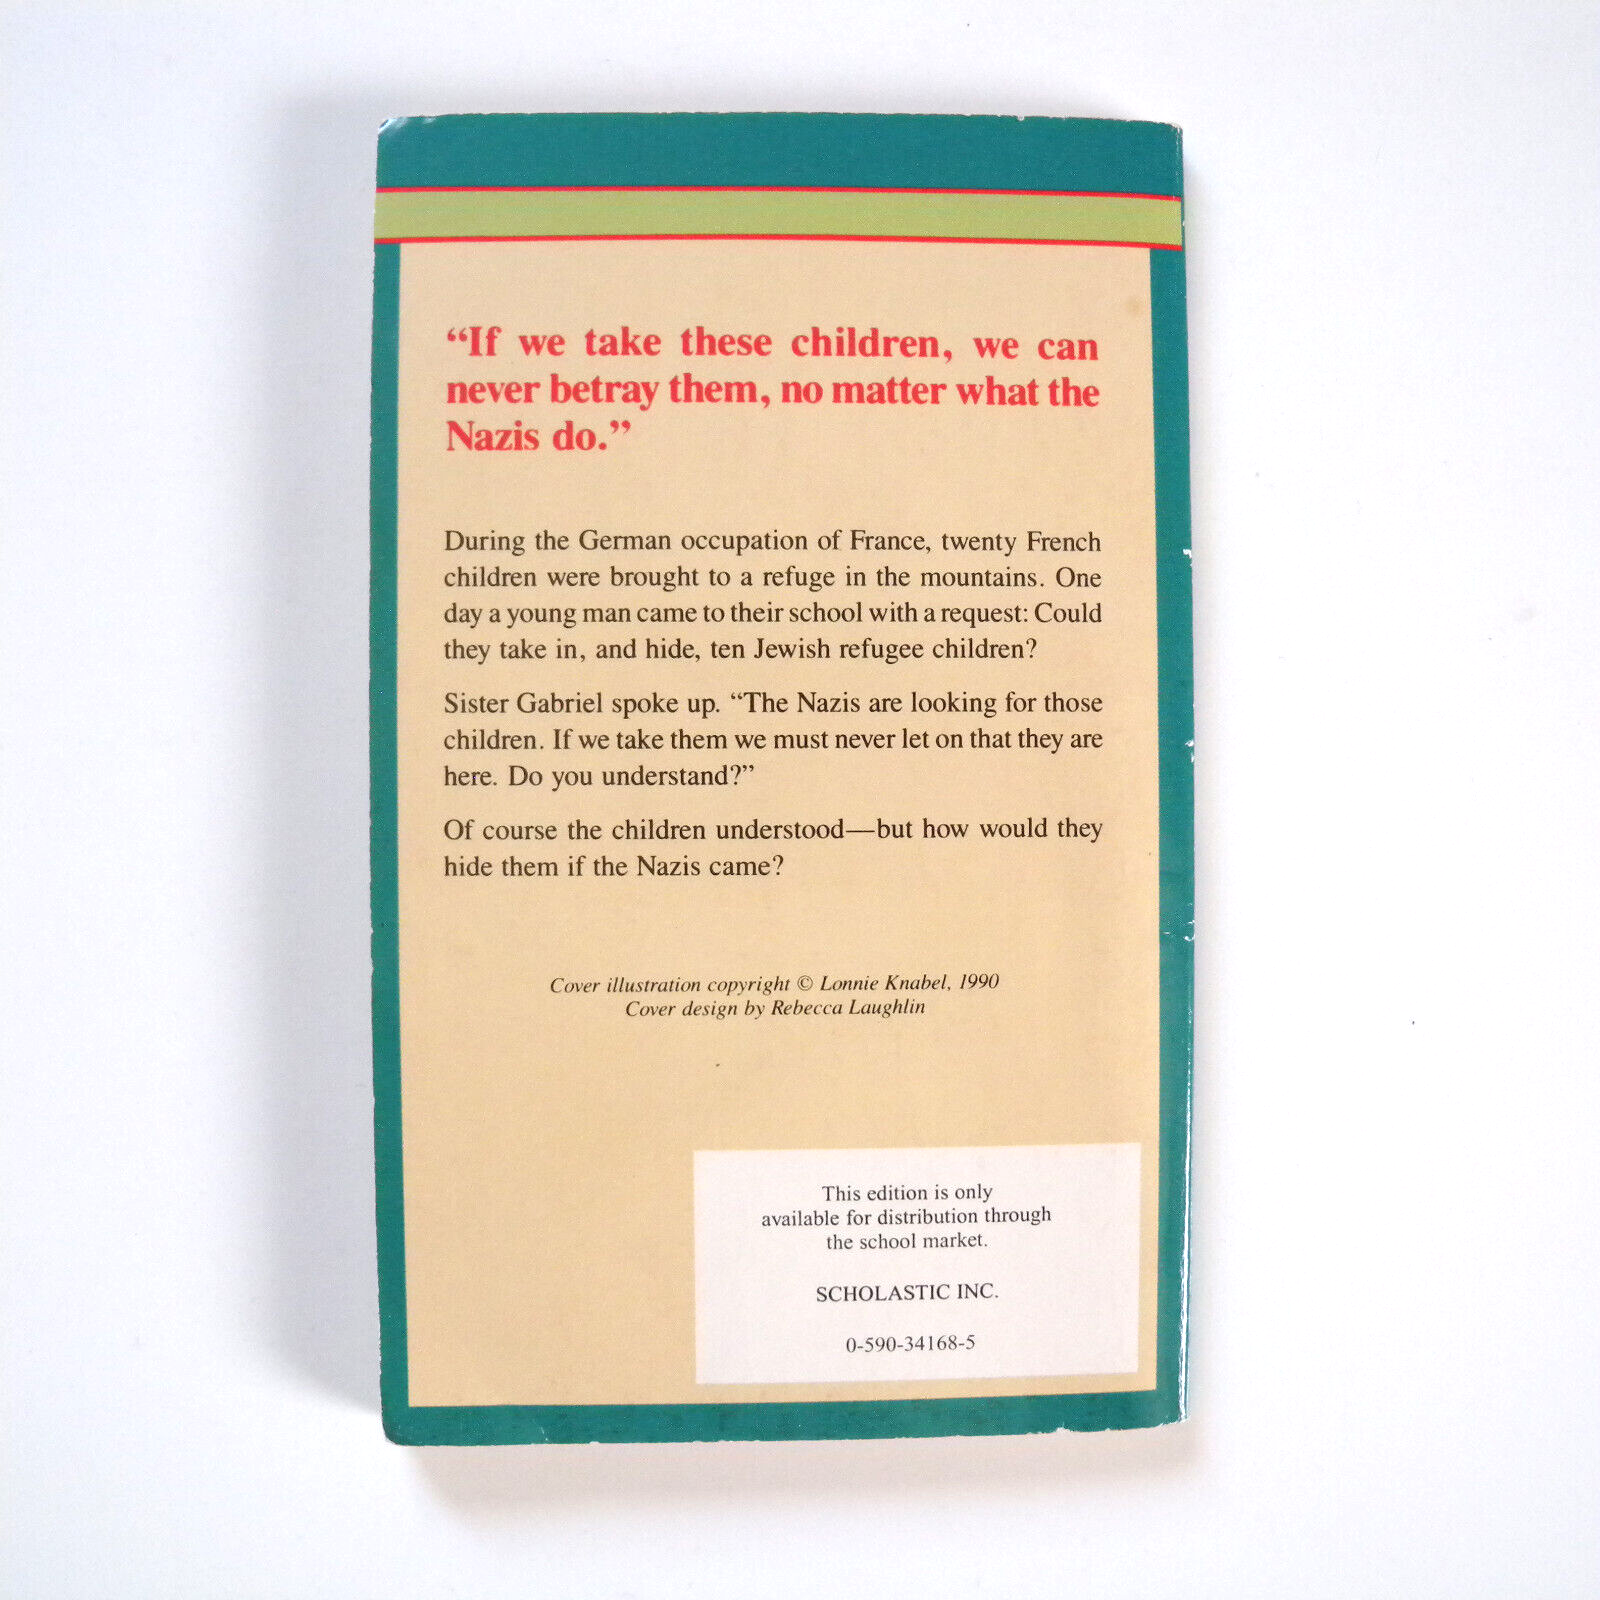 “If we take these children, we can
never betray them, no matter what the
Nazis do.”
During the German occupation of France, twenty French
children were brought to a refuge in the mountains. One
day a young man came to their school with a request: Could
they take in, and hide, ten Jewish refugee children?
Sister Gabriel spoke up. “The Nazis are looking for those
children. If we take them we must never let on that they are
here. Do you understand?”
Of course the children understood—but how would they
hide them if the Nazis came?
Cover illustration copyright © Lonnie Knabel, 1990
Cover design by Rebecca Laughlin
This edition is only
available for distribution through
the school market.
SCHOLASTIC INC.
0-590-34168-5